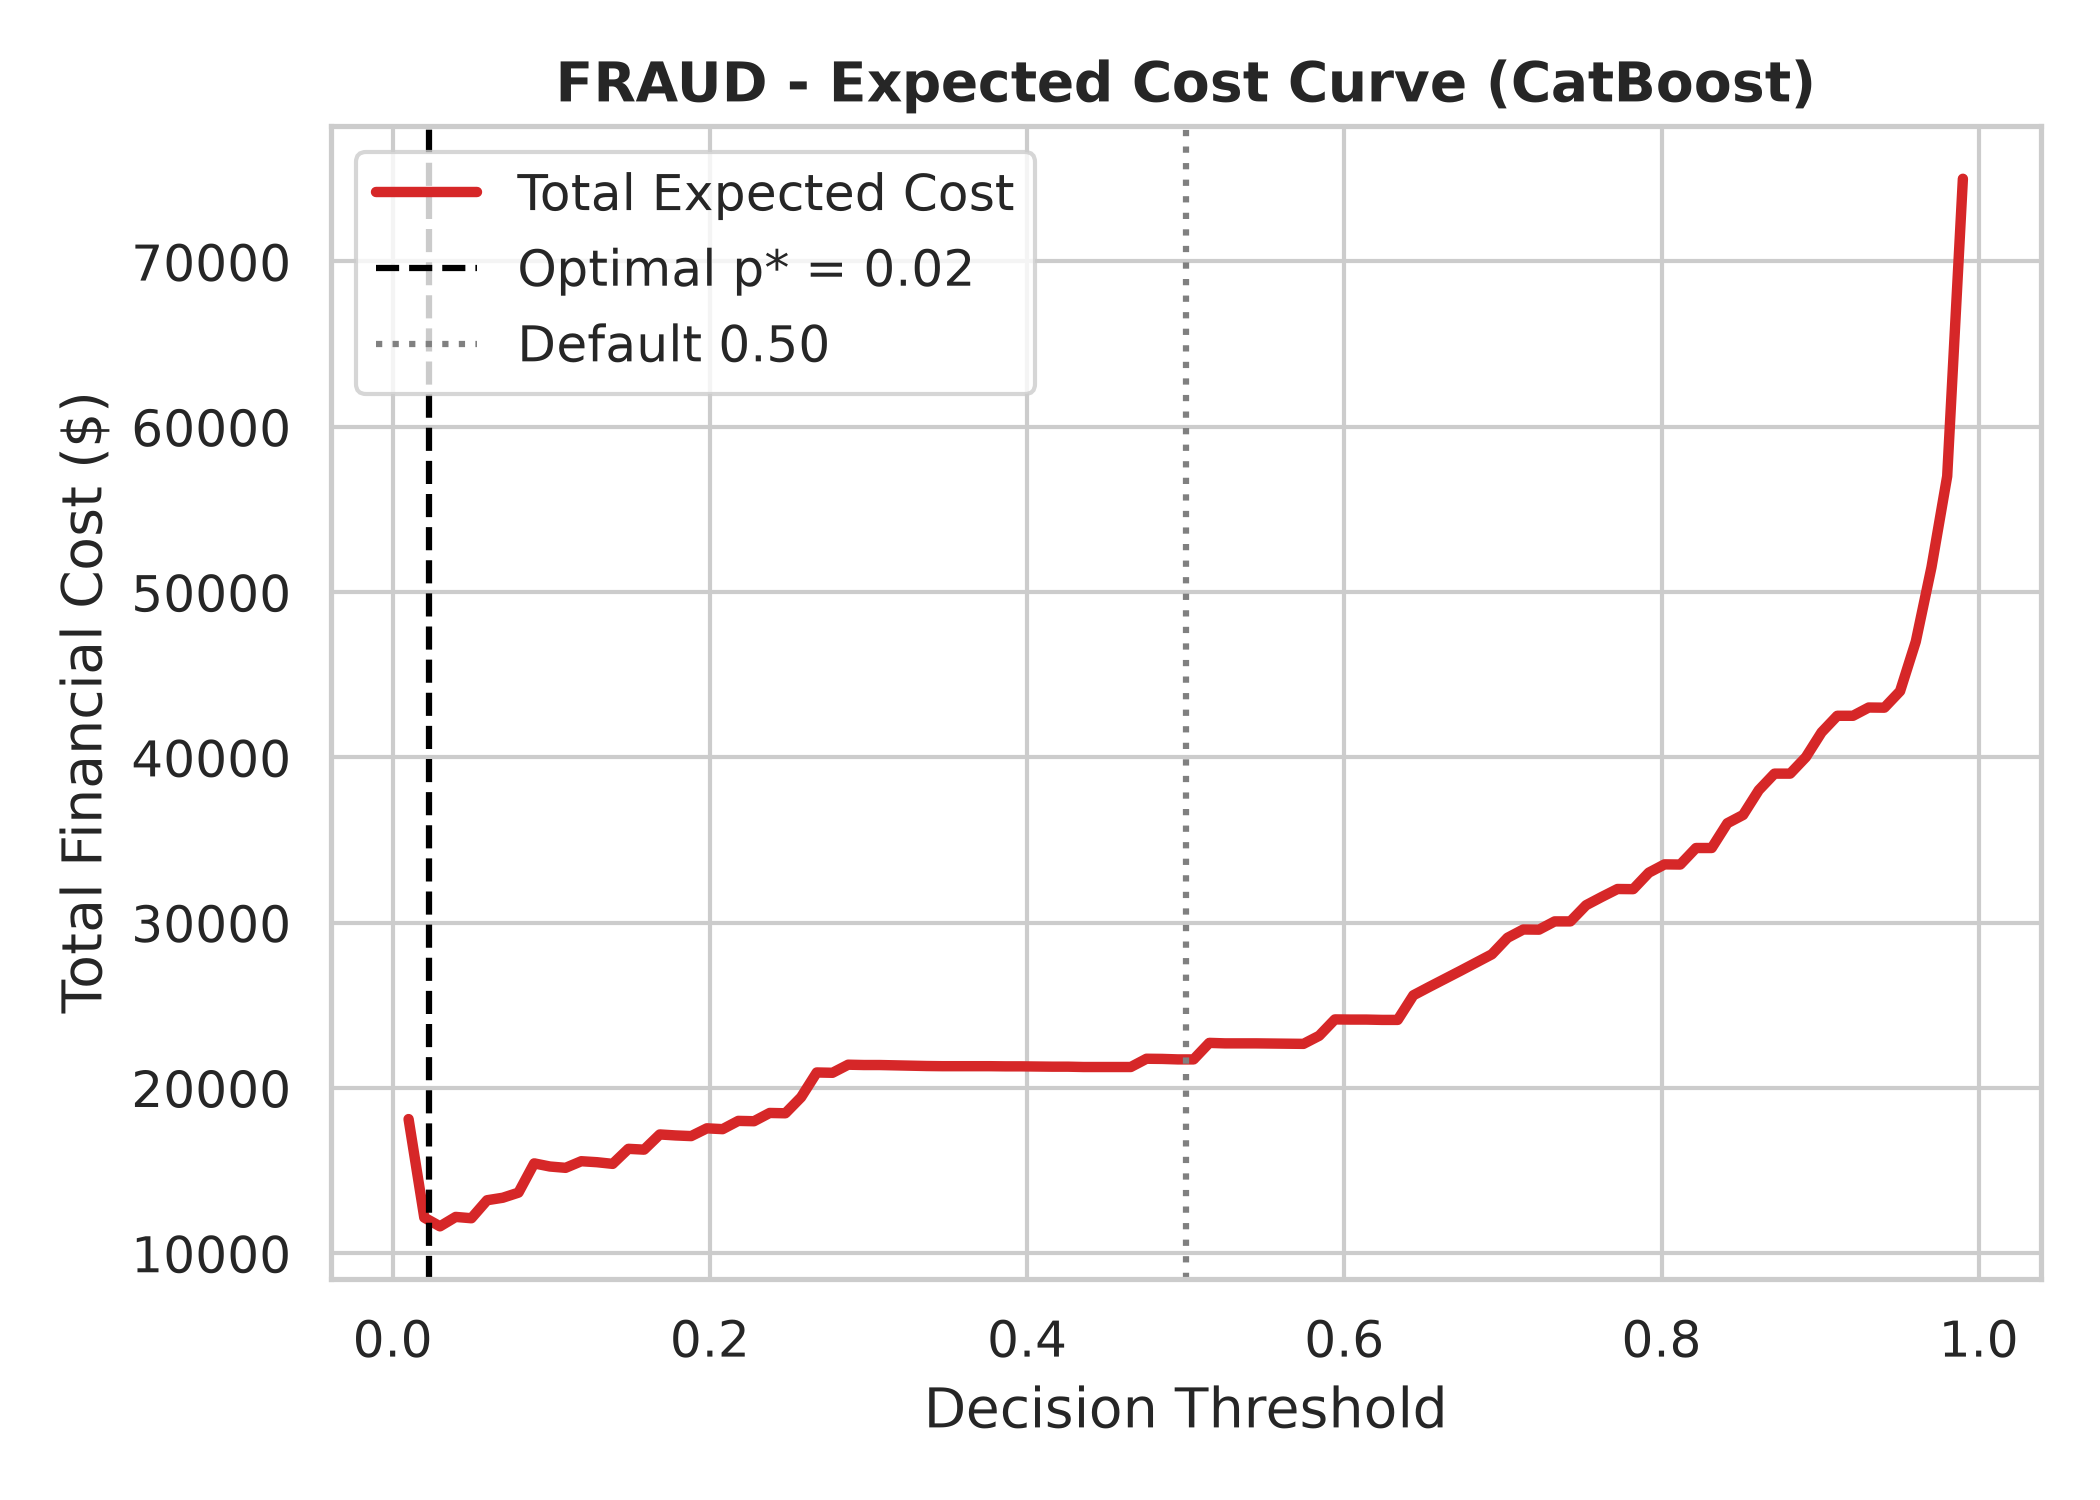 FRAUD - Expected Cost Curve (CatBoost)
Total Expected Cost
Optimal p* = 0.02
Default 0.50
Total Financial Cost ($)
70000
60000
50000
40000
30000
20000
10000
0.0 0.2 0.4 0.6 0.8 1.0
Decision Threshold